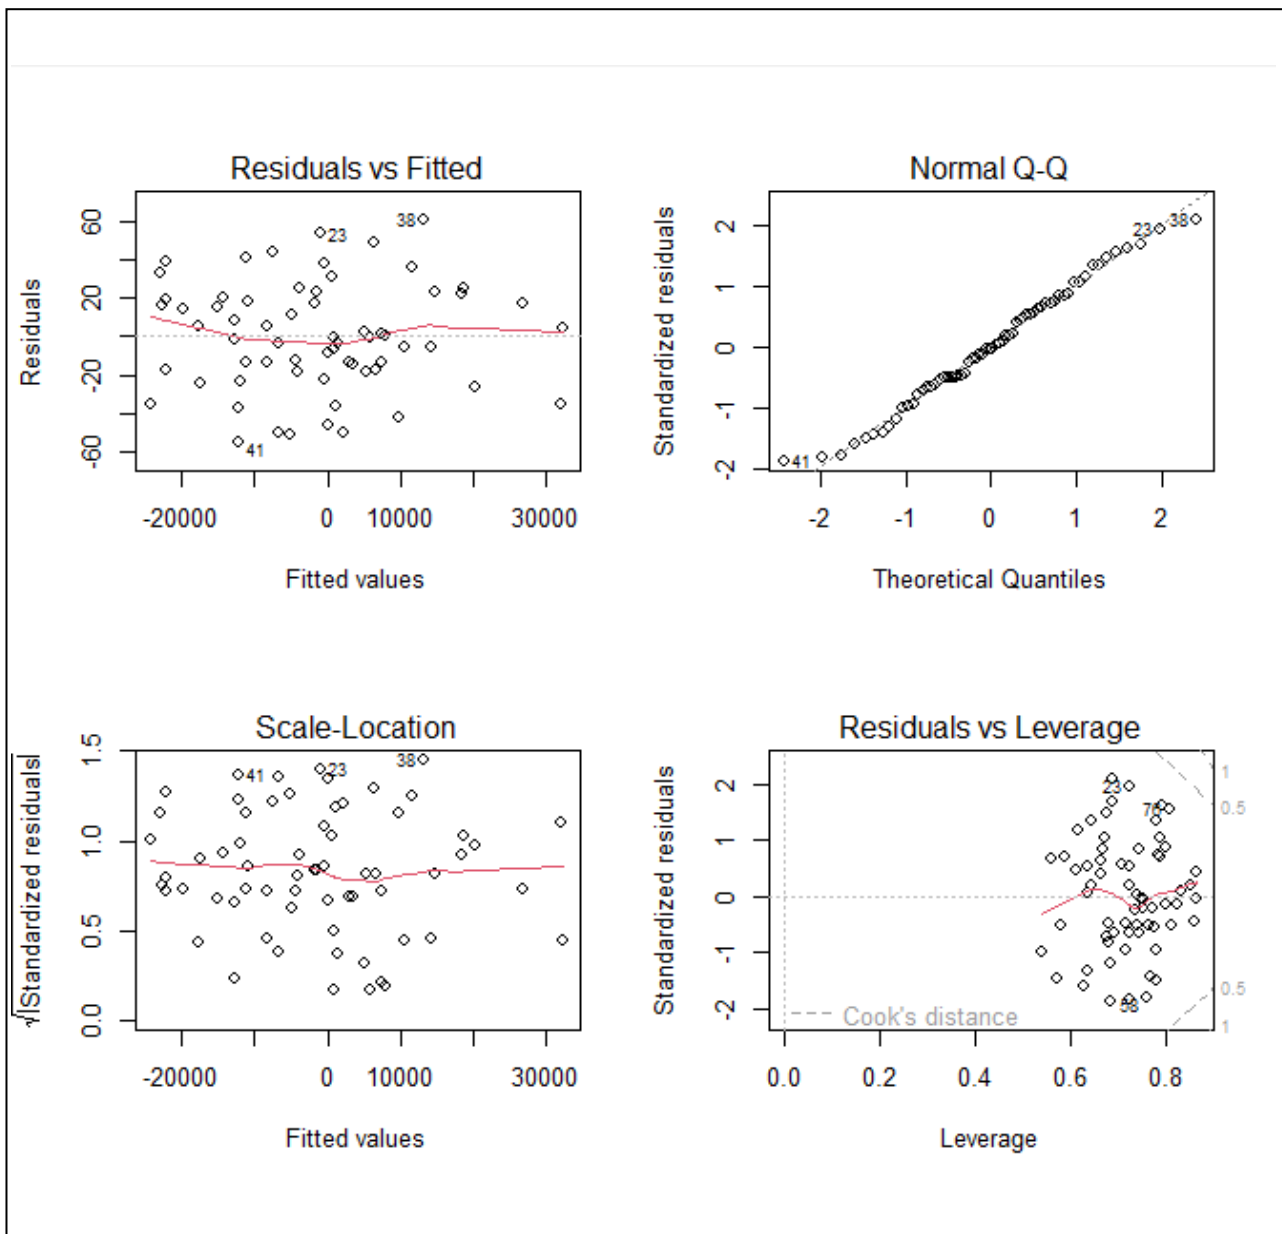 Residuals vs Fitted
Residuals
60
20
-20
-60
23
38
41
-20000 0 10000 30000
Fitted values
Normal Q-Q
Standardized residuals
2
1
0
-1
-2
23 38
41
-2 -1 0 1 2
Theoretical Quantiles
Scale-Location
√|Standardized residuals|
1.5
1.0
0.5
0.0
41 23 38
-20000 0 10000 30000
Fitted values
Residuals vs Leverage
Standardized residuals
2
1
0
-1
-2
23
76
58
1
0.5
0.5
1
Cook's distance
0.0 0.2 0.4 0.6 0.8
Leverage